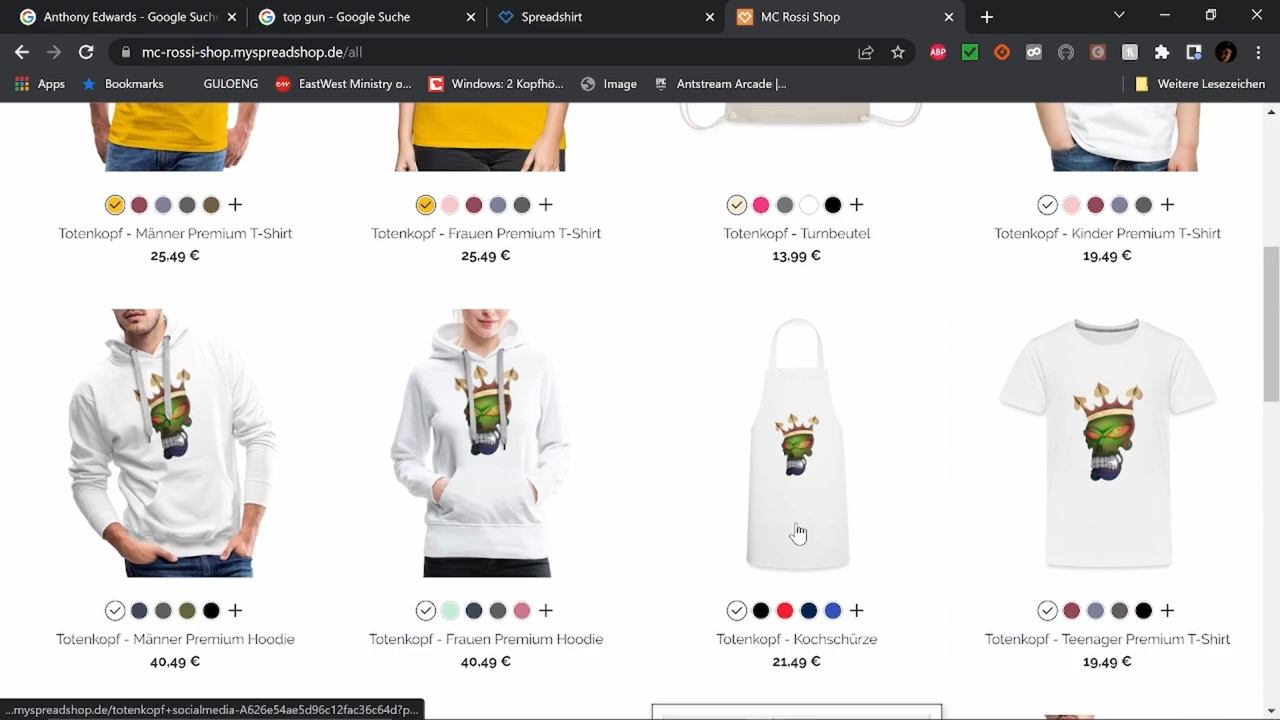 Anthony Edwards - Google Suche
top gun - Google Suche
Spreadshirt
MC Rossi Shop
mc-rossi-shop.myspreadshop.de/all
ABP
Apps
Bookmarks
GULOENG
EastWest Ministry o...
Windows: 2 Kopfhö...
Image
EPIC
Antstream Arcade |...
Weitere Lesezeichen
Totenkopf - Männer Premium T-Shirt
25,49 €
Totenkopf - Frauen Premium T-Shirt
25,49 €
Totenkopf - Turnbeutel
13,99 €
Totenkopf - Kinder Premium T-Shirt
19,49 €
Totenkopf - Männer Premium Hoodie
40,49 €
Totenkopf - Frauen Premium Hoodie
40,49 €
Totenkopf - Kochschürze
21,49 €
Totenkopf - Teenager Premium T-Shirt
19,49 €
...myspreadshop.de/totenkopf+socialmedia-A626e54ae5d96c12fac36c64d?p...